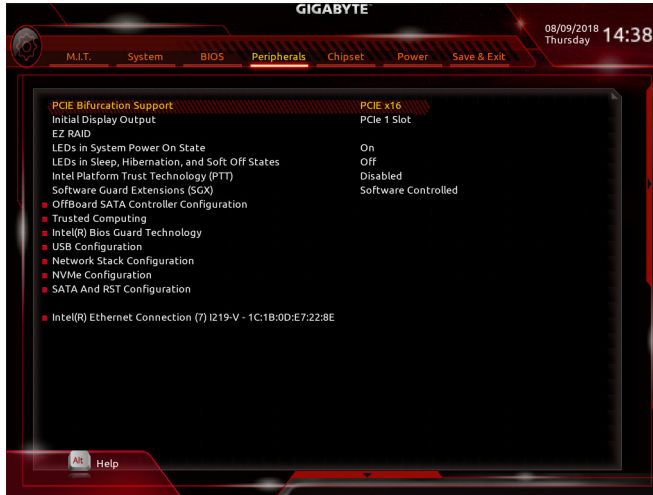 GIGABYTE™
08/09/2018 14:38
Thursday
M.I.T. System BIOS Peripherals Chipset Power Save & Exit
PCIE Bifurcation Support PCIE x16
Initial Display Output PCIe 1 Slot
EZ RAID
LEDs in System Power On State On
LEDs in Sleep, Hibernation, and Soft Off States Off
Intel Platform Trust Technology (PTT) Disabled
Software Guard Extensions (SGX) Software Controlled
OffBoard SATA Controller Configuration
Trusted Computing
Intel(R) Bios Guard Technology
USB Configuration
Network Stack Configuration
NVMe Configuration
SATA And RST Configuration
Intel(R) Ethernet Connection (7) I219-V - 1C:1B:0D:E7:22:8E
Alt Help